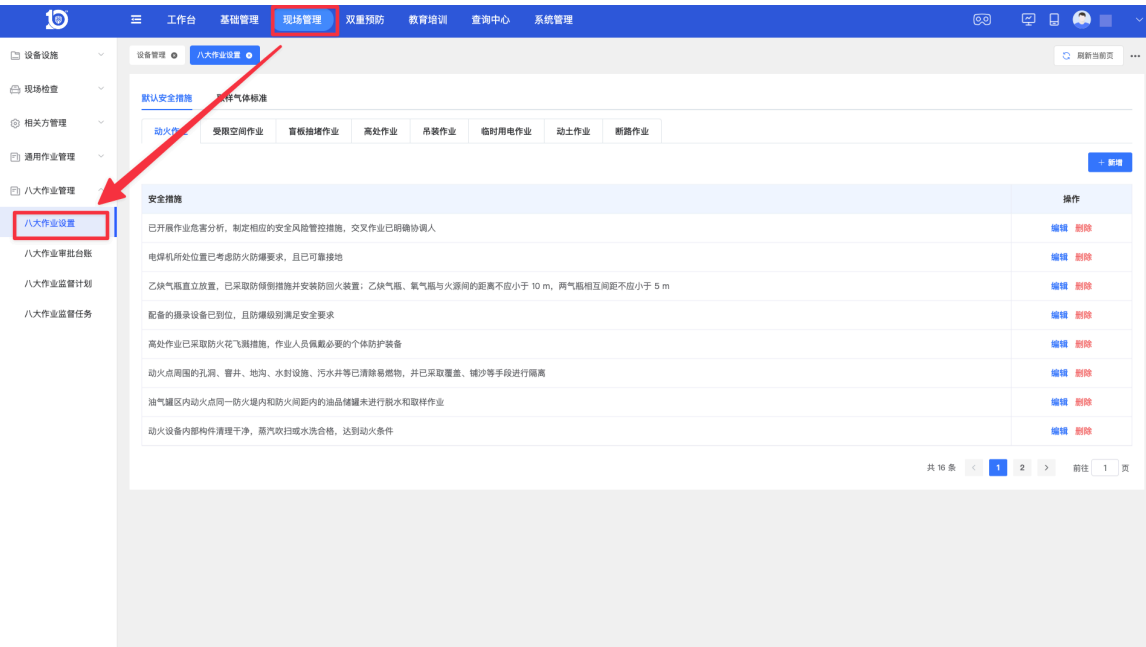 工作台 基础管理 现场管理 双重预防 教育培训 查询中心 系统管理
设备设施
现场检查
相关方管理
通用作业管理
八大作业管理
八大作业设置
八大作业审批台账
八大作业监督计划
八大作业监督任务
设备管理 八大作业设置 刷新当前页
默认安全措施 取样气体标准
动火作业 受限空间作业 盲板抽堵作业 高处作业 吊装作业 临时用电作业 动土作业 断路作业
+ 新增
安全措施 操作
已开展作业危害分析，制定相应的安全风险管控措施，交叉作业已明确协调人 编辑 删除
电焊机所处位置已考虑防火防爆要求，且已可靠接地 编辑 删除
乙炔气瓶直立放置，已采取防倾倒措施并安装防回火装置；乙炔气瓶、氧气瓶与火源间的距离不应小于 10 m，两气瓶相互间距不应小于 5 m 编辑 删除
配备的摄录设备已到位，且防爆级别满足安全要求 编辑 删除
高处作业已采取防火花飞溅措施，作业人员佩戴必要的个体防护装备 编辑 删除
动火点周围的孔洞、窨井、地沟、水封设施、污水井等已清除易燃物，并已采取覆盖、铺沙等手段进行隔离 编辑 删除
油气罐区内动火点同一防火堤内和防火间距内的油品储罐未进行脱水和取样作业 编辑 删除
动火设备内部构件清理干净，蒸汽吹扫或水洗合格，达到动火条件 编辑 删除
共 16 条 < 1 2 > 前往 1 页